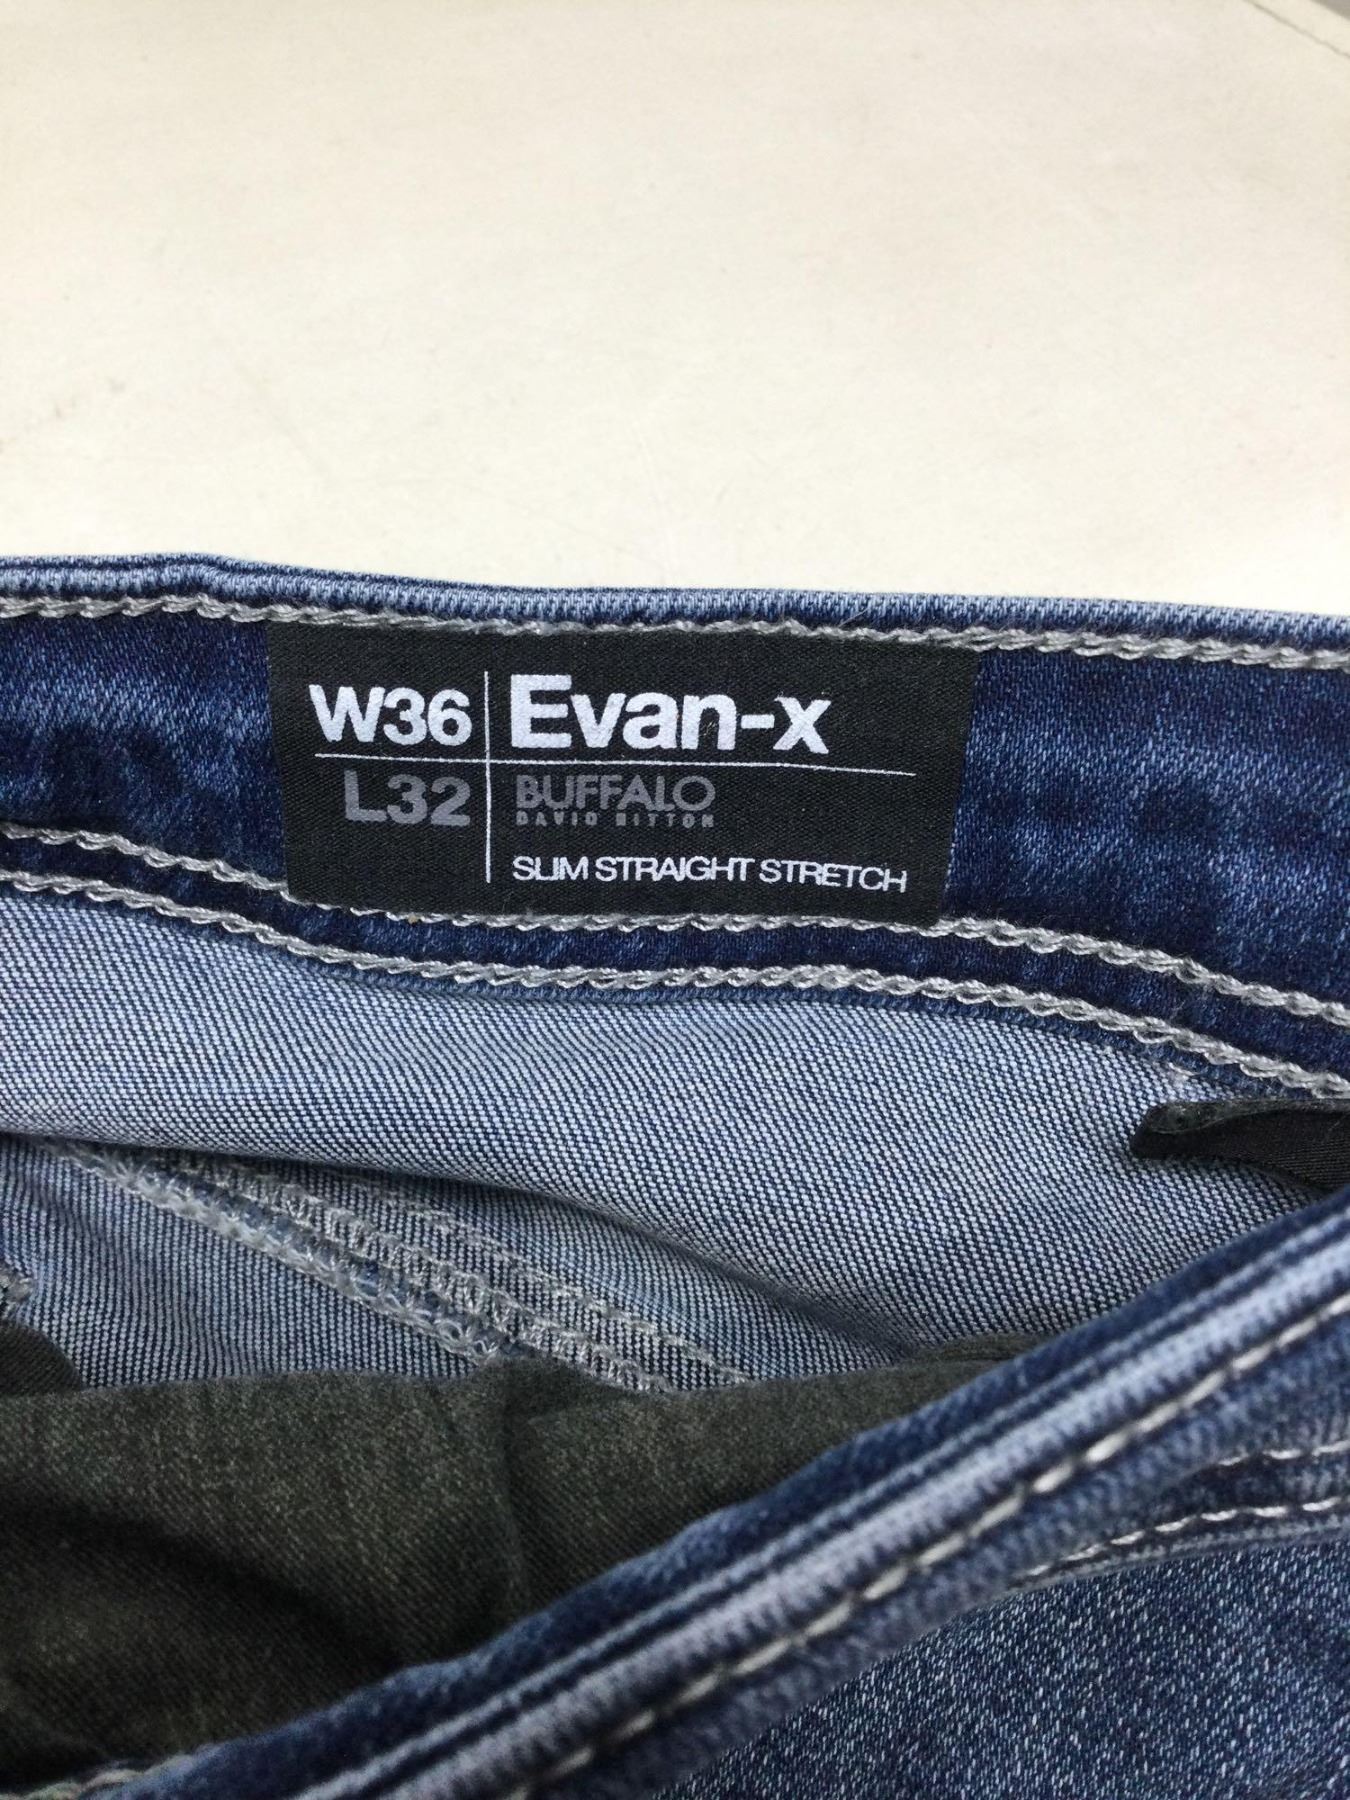 W36 Evan-x
L32 BUFFALO
DAVID BITTON
SLIM STRAIGHT STRETCH